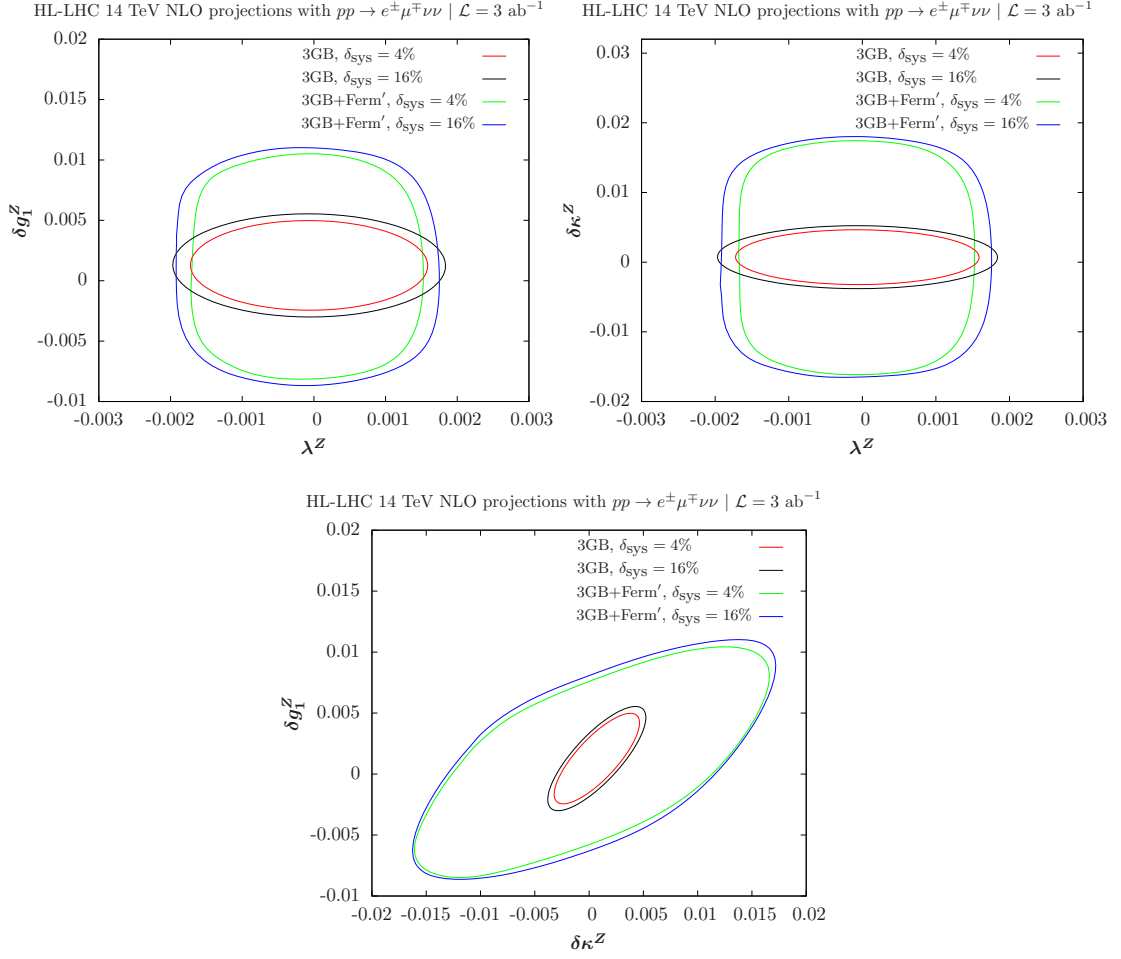 HL-LHC 14 TeV NLO projections with pp → e±μ∓νν | ℒ = 3 ab⁻¹
3GB, δsys = 4%
3GB, δsys = 16%
3GB+Ferm′, δsys = 4%
3GB+Ferm′, δsys = 16%
δg₁ᶻ
0.02
0.015
0.01
0.005
0
-0.005
-0.01
-0.003 -0.002 -0.001 0 0.001 0.002 0.003
λᶻ
HL-LHC 14 TeV NLO projections with pp → e±μ∓νν | ℒ = 3 ab⁻¹
3GB, δsys = 4%
3GB, δsys = 16%
3GB+Ferm′, δsys = 4%
3GB+Ferm′, δsys = 16%
δκᶻ
0.03
0.02
0.01
0
-0.01
-0.02
-0.003 -0.002 -0.001 0 0.001 0.002 0.003
λᶻ
HL-LHC 14 TeV NLO projections with pp → e±μ∓νν | ℒ = 3 ab⁻¹
3GB, δsys = 4%
3GB, δsys = 16%
3GB+Ferm′, δsys = 4%
3GB+Ferm′, δsys = 16%
δg₁ᶻ
0.02
0.015
0.01
0.005
0
-0.005
-0.01
-0.02 -0.015 -0.01 -0.005 0 0.005 0.01 0.015 0.02
δκᶻ